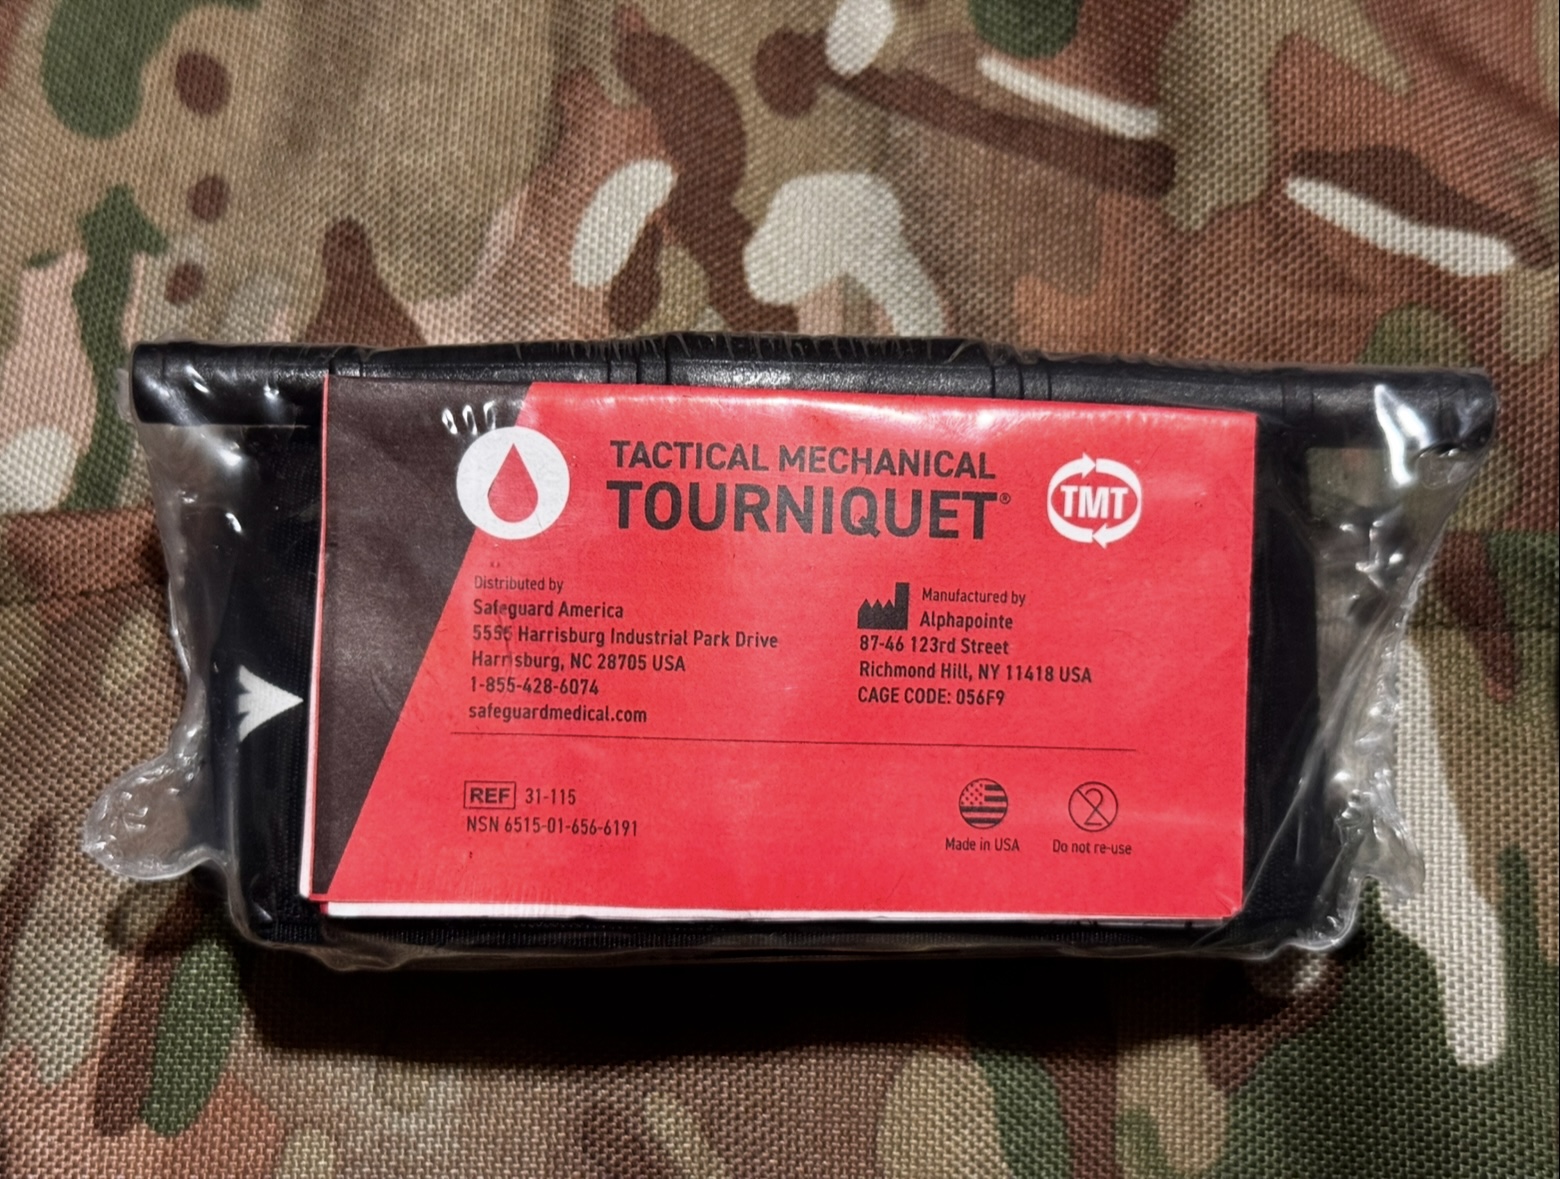 TACTICAL MECHANICAL
TOURNIQUET®
TMT
Distributed by
Safeguard America
5555 Harrisburg Industrial Park Drive
Harrisburg, NC 28705 USA
1-855-428-6074
safeguardmedical.com
Manufactured by
Alphapointe
87-46 123rd Street
Richmond Hill, NY 11418 USA
CAGE CODE: 056F9
REF 31-115
NSN 6515-01-656-6191
Made in USA
2
Do not re-use